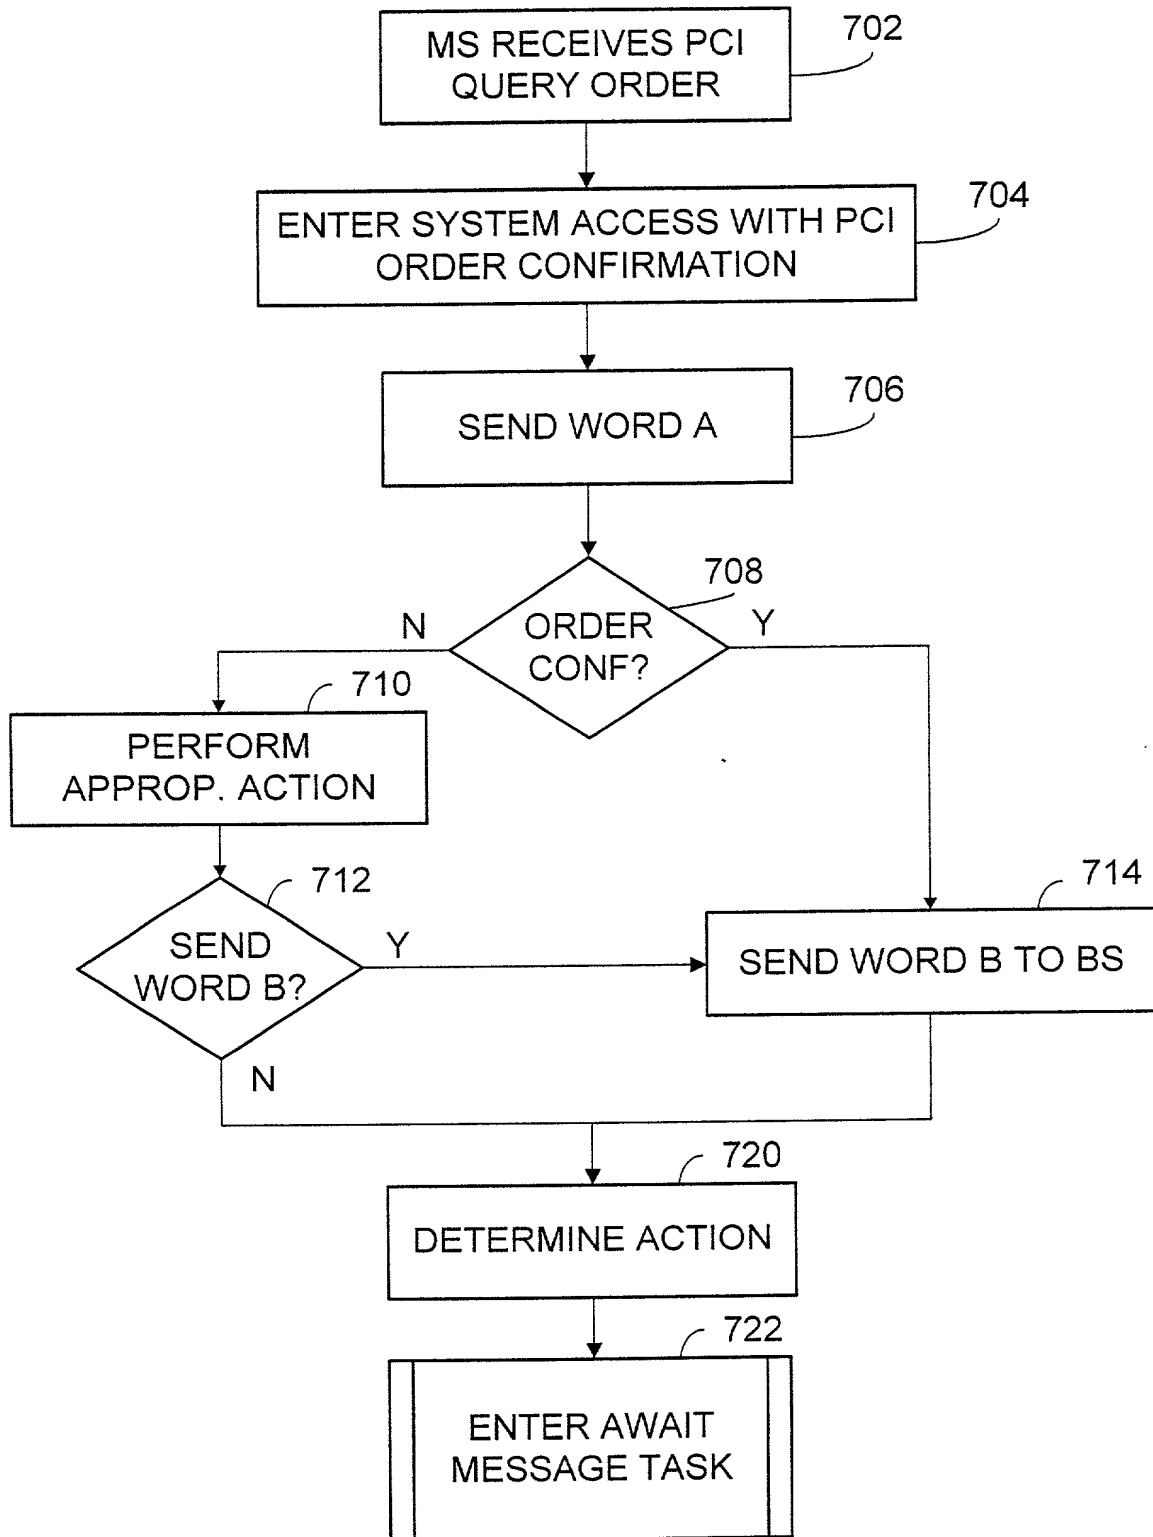 MS RECEIVES PCI
QUERY ORDER
702
ENTER SYSTEM ACCESS WITH PCI
ORDER CONFIRMATION
704
SEND WORD A
706
708
ORDER
CONF?
N
Y
710
PERFORM
APPROP. ACTION
712
SEND
WORD B?
Y
N
714
SEND WORD B TO BS
720
DETERMINE ACTION
722
ENTER AWAIT
MESSAGE TASK